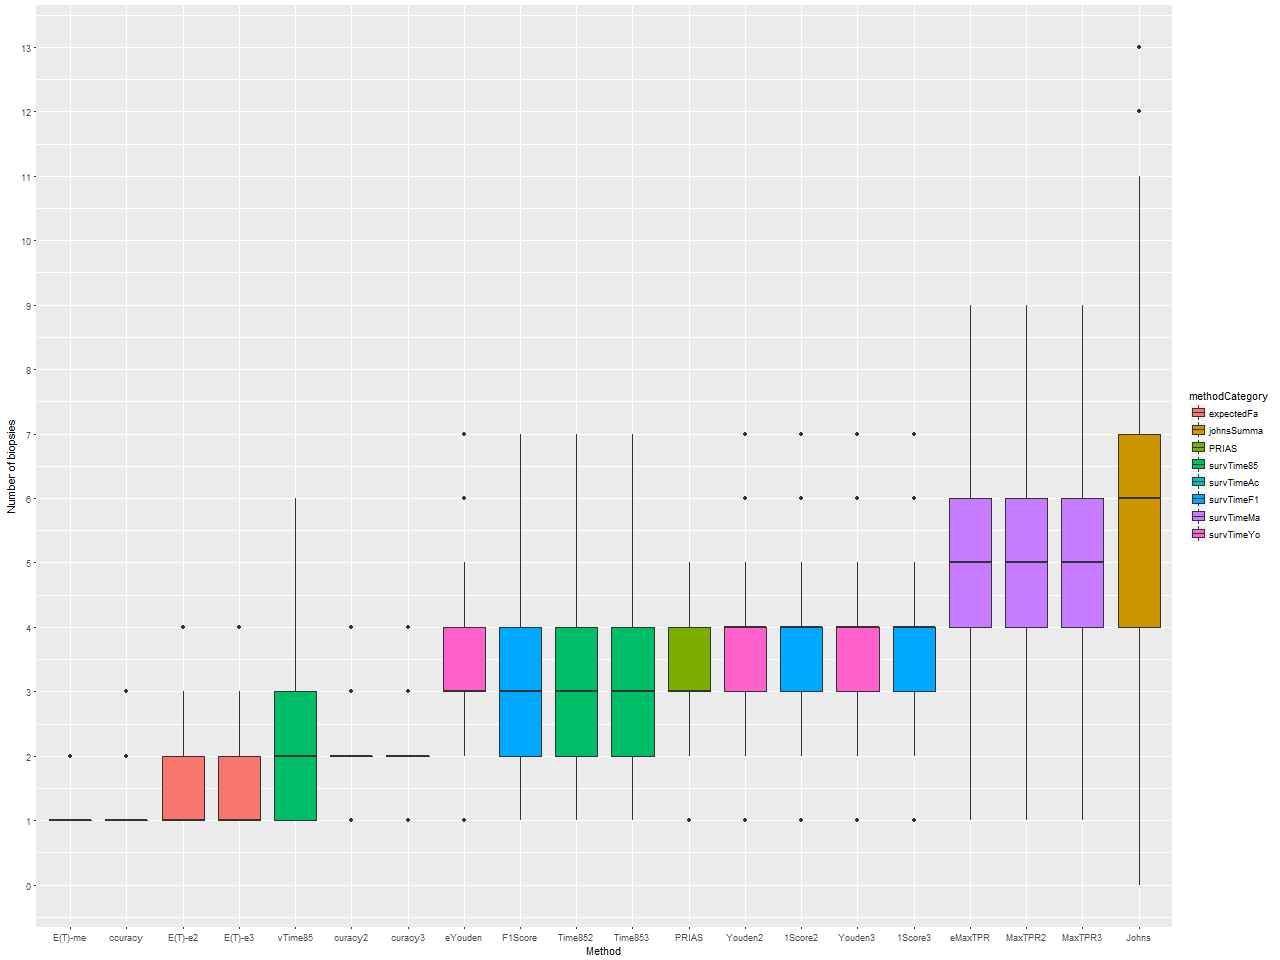 13
12
11
10
9
8
7
6
5
4
3
2
1
0
Number of biopsies
E(T)-me ccuracy E(T)-e2 E(T)-e3 vTime85 curacy2 curacy3 eYouden F1Score Time852 Time853 PRIAS Youden2 1Score2 Youden3 1Score3 eMaxTPR MaxTPR2 MaxTPR3 Johns
Method
methodCategory
expectedFa
johnsSumma
PRIAS
survTime85
survTimeAc
survTimeF1
survTimeMa
survTimeYo